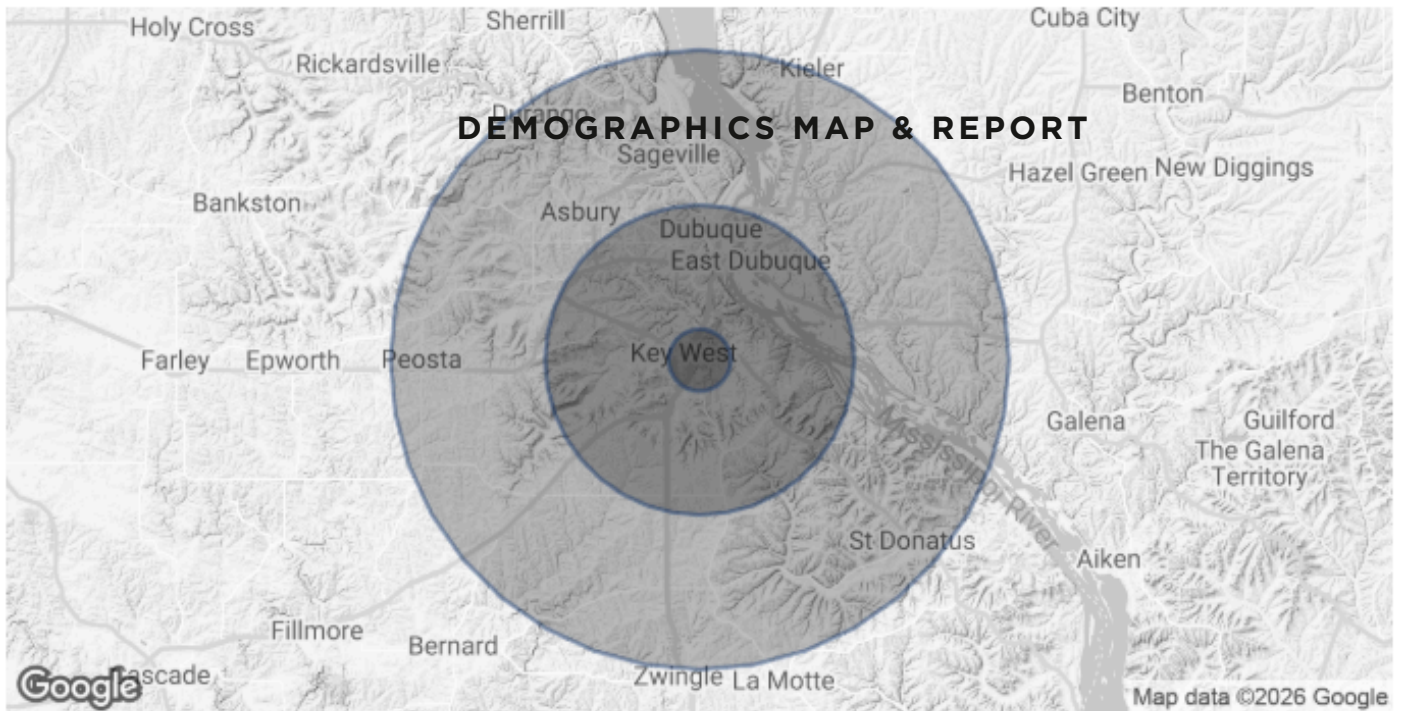 Holy Cross
Sherrill
Cuba City
Rickardsville
Kieler
Benton
Durango
DEMOGRAPHICS MAP & REPORT
Sageville
Hazel Green
New Diggings
Bankston
Asbury
Dubuque
East Dubuque
Farley
Epworth
Peosta
Key West
Galena
Guilford
The Galena
Territory
Mississippi River
St Donatus
Aiken
Fillmore
Bernard
Cascade
Zwingle
La Motte
Google
Map data ©2026 Google